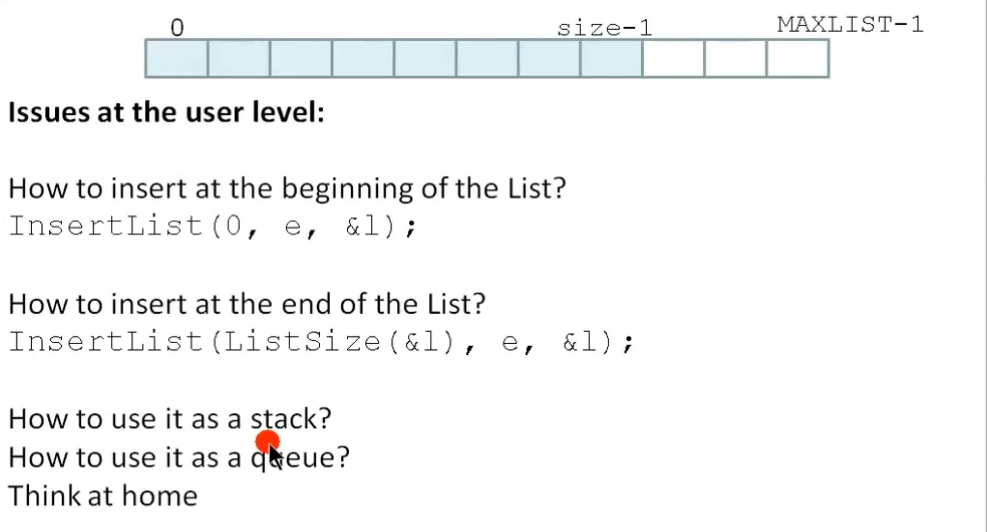 0 size-1 MAXLIST-1
Issues at the user level:
How to insert at the beginning of the List?
InsertList(0, e, &l);
How to insert at the end of the List?
InsertList(ListSize(&l), e, &l);
How to use it as a stack?
How to use it as a queue?
Think at home